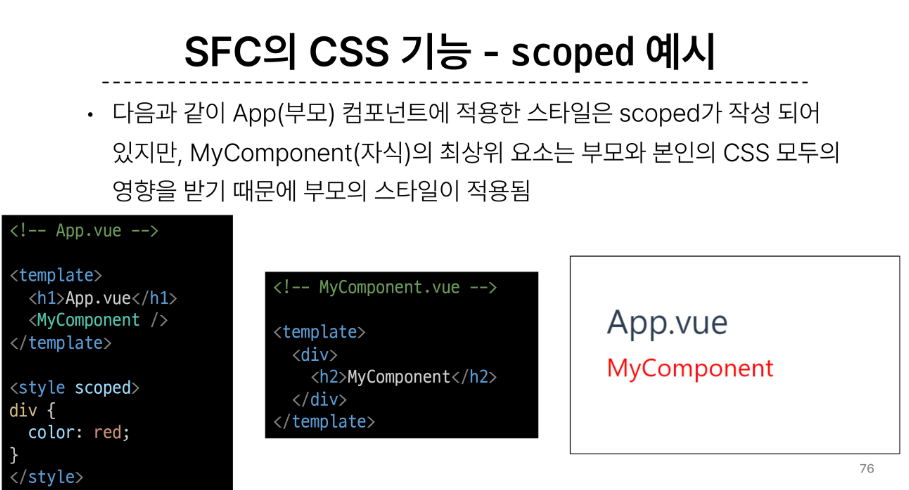 SFC의 CSS 기능 - scoped 예시
• 다음과 같이 App(부모) 컴포넌트에 적용한 스타일은 scoped가 작성 되어
있지만, MyComponent(자식)의 최상위 요소는 부모와 본인의 CSS 모두의
영향을 받기 때문에 부모의 스타일이 적용됨
<!-- App.vue -->
<template>
<h1>App.vue</h1>
<MyComponent />
</template>
<style scoped>
div {
color: red;
}
</style>
<!-- MyComponent.vue -->
<template>
<div>
<h2>MyComponent</h2>
</div>
</template>
App.vue
MyComponent
76